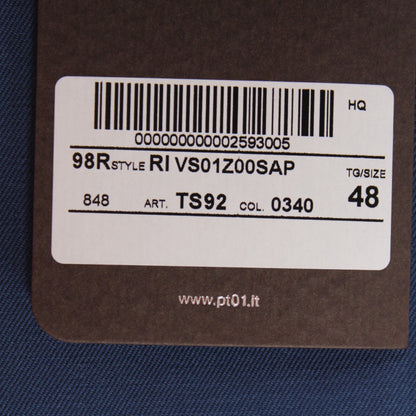 HQ
000000000002593005
98R STYLE RI VS01Z00SAP
TG/SIZE
848 ART. TS92 COL. 0340 48
www.pt01.it